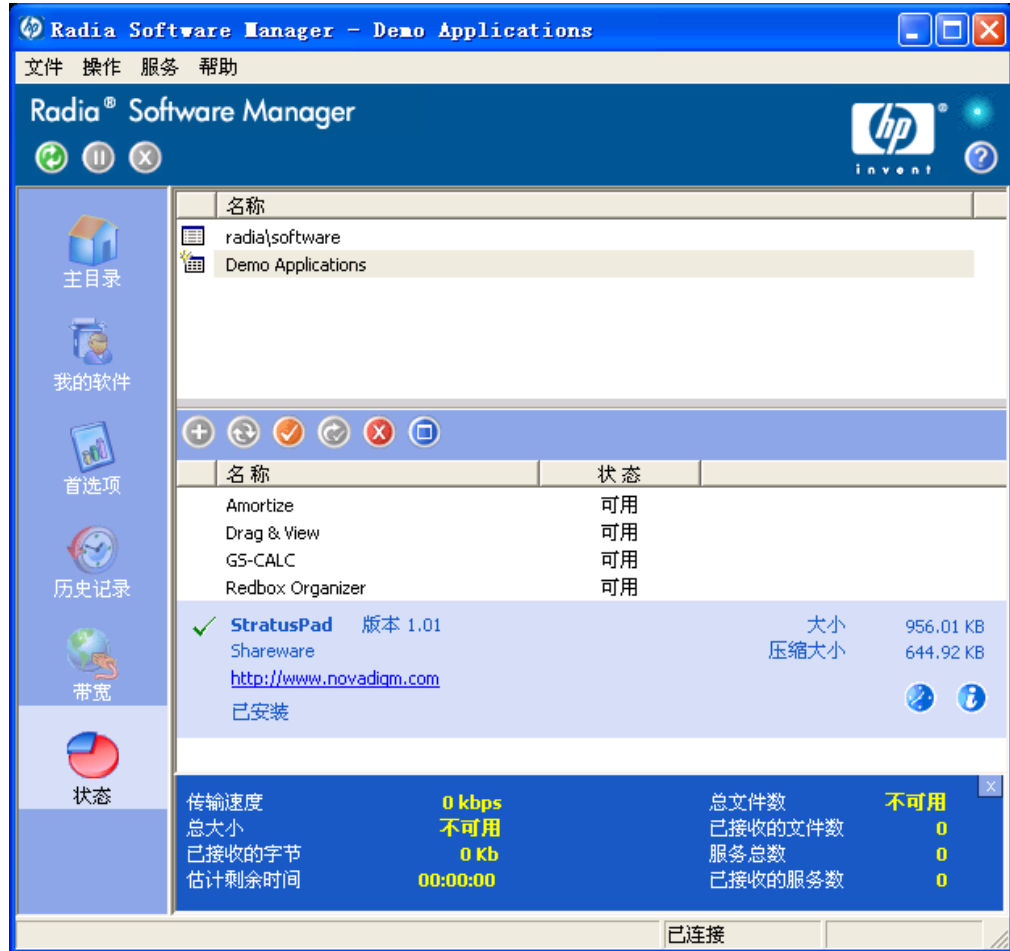 Radia Software Manager - Demo Applications
文件 操作 服务 帮助
Radia® Software Manager
hp ®
invent
名称
radia\software
Demo Applications
主目录
我的软件
首选项
历史记录
带宽
状态
名称 状态
Amortize 可用
Drag & View 可用
GS-CALC 可用
Redbox Organizer 可用
StratusPad 版本 1.01 大小 956.01 KB
Shareware 压缩大小 644.92 KB
http://www.novadigm.com
已安装
传输速度 0 kbps 总文件数 不可用
总大小 不可用 已接收的文件数 0
已接收的字节 0 Kb 服务总数 0
估计剩余时间 00:00:00 已接收的服务数 0
已连接